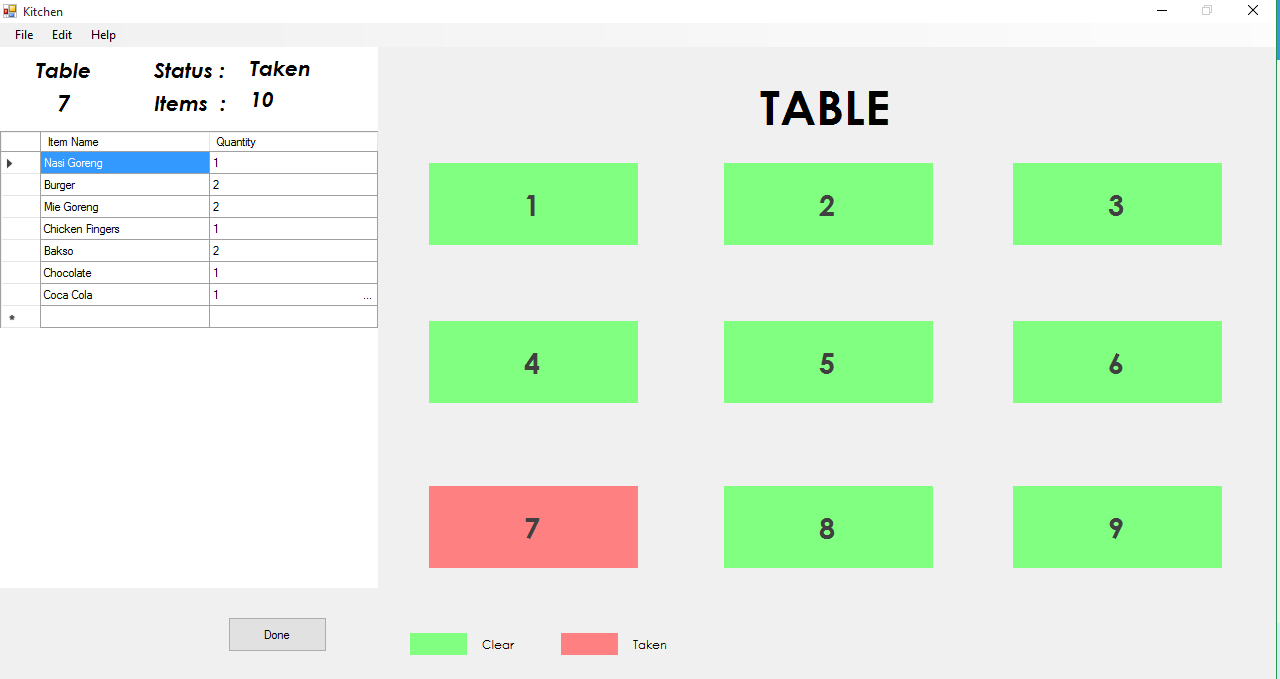 Kitchen
File Edit Help
Table Status : Taken
7 Items : 10
Item Name Quantity
Nasi Goreng 1
Burger 2
Mie Goreng 2
Chicken Fingers 1
Bakso 2
Chocolate 1
Coca Cola 1 ...
*
Done
TABLE
1 2 3
4 5 6
7 8 9
Clear Taken